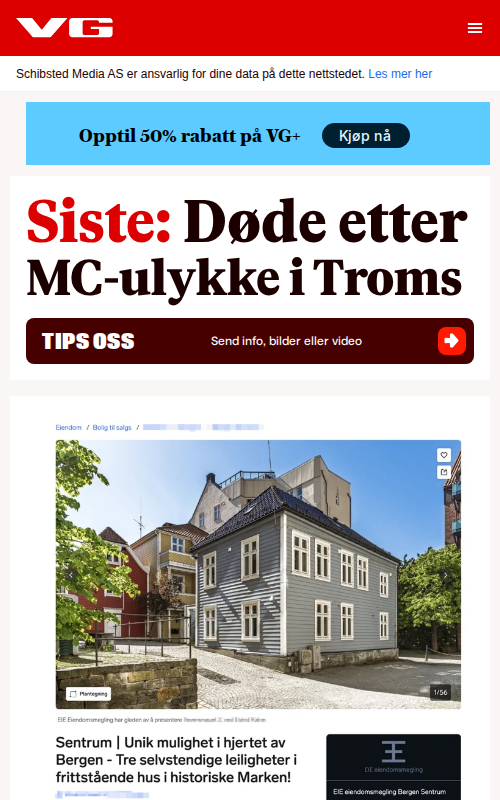 VG
Schibsted Media AS er ansvarlig for dine data på dette nettstedet. Les mer her
Opptil 50% rabatt på VG+
Kjøp nå
Siste: Døde etter
MC-ulykke i Troms
TIPS OSS
Send info, bilder eller video
Eiendom / Bolig til salgs /
Plantegning
1/56
EIE Eiendomsmegling har gleden av å presentere
Sentrum | Unik mulighet i hjertet av
Bergen - Tre selvstendige leiligheter i
frittstående hus i historiske Marken!
EIE eiendomsmegling
EIE eiendomsmegling Bergen Sentrum